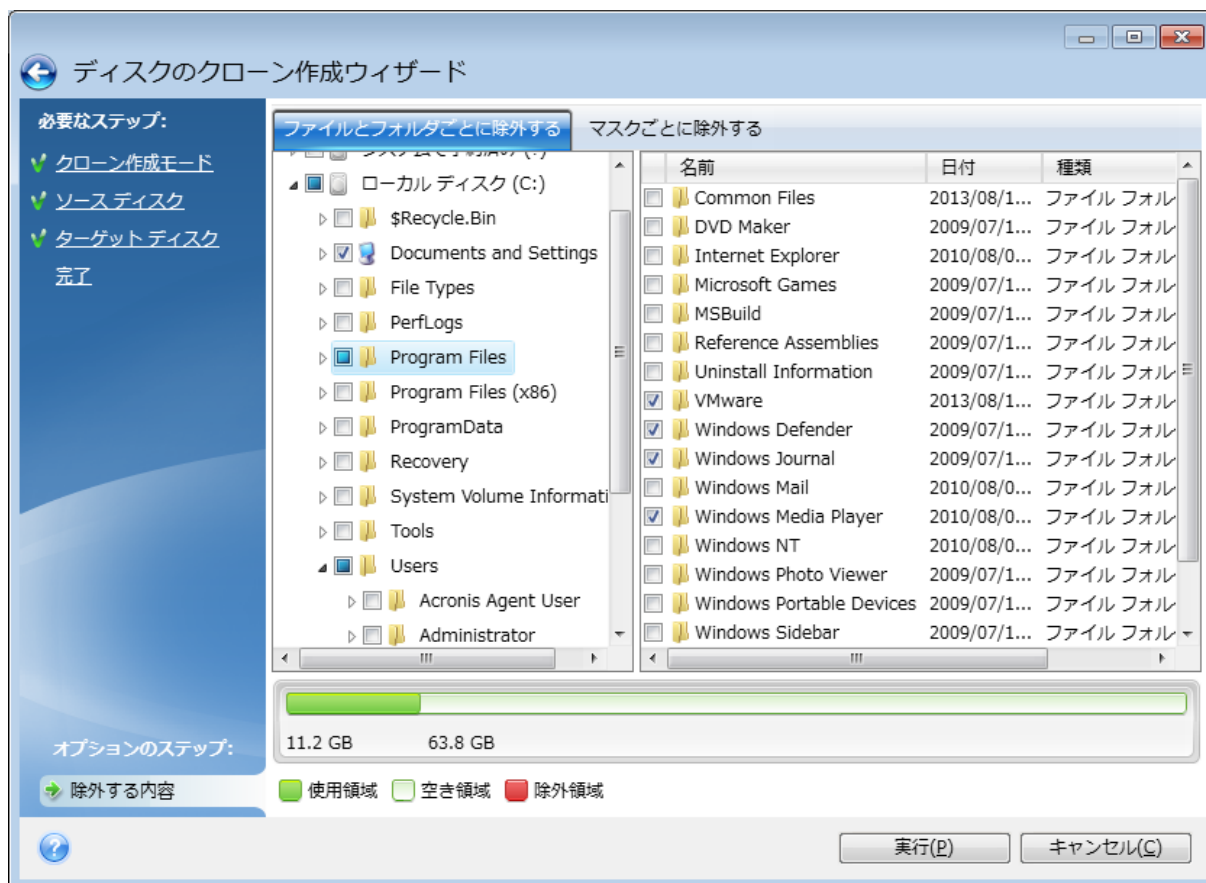 ディスクのクローン作成ウィザード
必要なステップ:
クローン作成モード
ソース ディスク
ターゲット ディスク
完了
オプションのステップ:
除外する内容
ファイルとフォルダごとに除外する
マスクごとに除外する
ローカル ディスク (C:)
$Recycle.Bin
Documents and Settings
File Types
PerfLogs
Program Files
Program Files (x86)
ProgramData
Recovery
System Volume Informati
Tools
Users
Acronis Agent User
Administrator
名前 日付 種類
Common Files 2013/08/1... ファイル フォル
DVD Maker 2009/07/1... ファイル フォル
Internet Explorer 2010/08/0... ファイル フォル
Microsoft Games 2009/07/1... ファイル フォル
MSBuild 2009/07/1... ファイル フォル
Reference Assemblies 2009/07/1... ファイル フォル
Uninstall Information 2009/07/1... ファイル フォル
VMware 2013/08/1... ファイル フォル
Windows Defender 2009/07/1... ファイル フォル
Windows Journal 2009/07/1... ファイル フォル
Windows Mail 2010/08/0... ファイル フォル
Windows Media Player 2010/08/0... ファイル フォル
Windows NT 2010/08/0... ファイル フォル
Windows Photo Viewer 2009/07/1... ファイル フォル
Windows Portable Devices 2009/07/1... ファイル フォル
Windows Sidebar 2009/07/1... ファイル フォル
11.2 GB 63.8 GB
使用領域 空き領域 除外領域
実行(P) キャンセル(C)